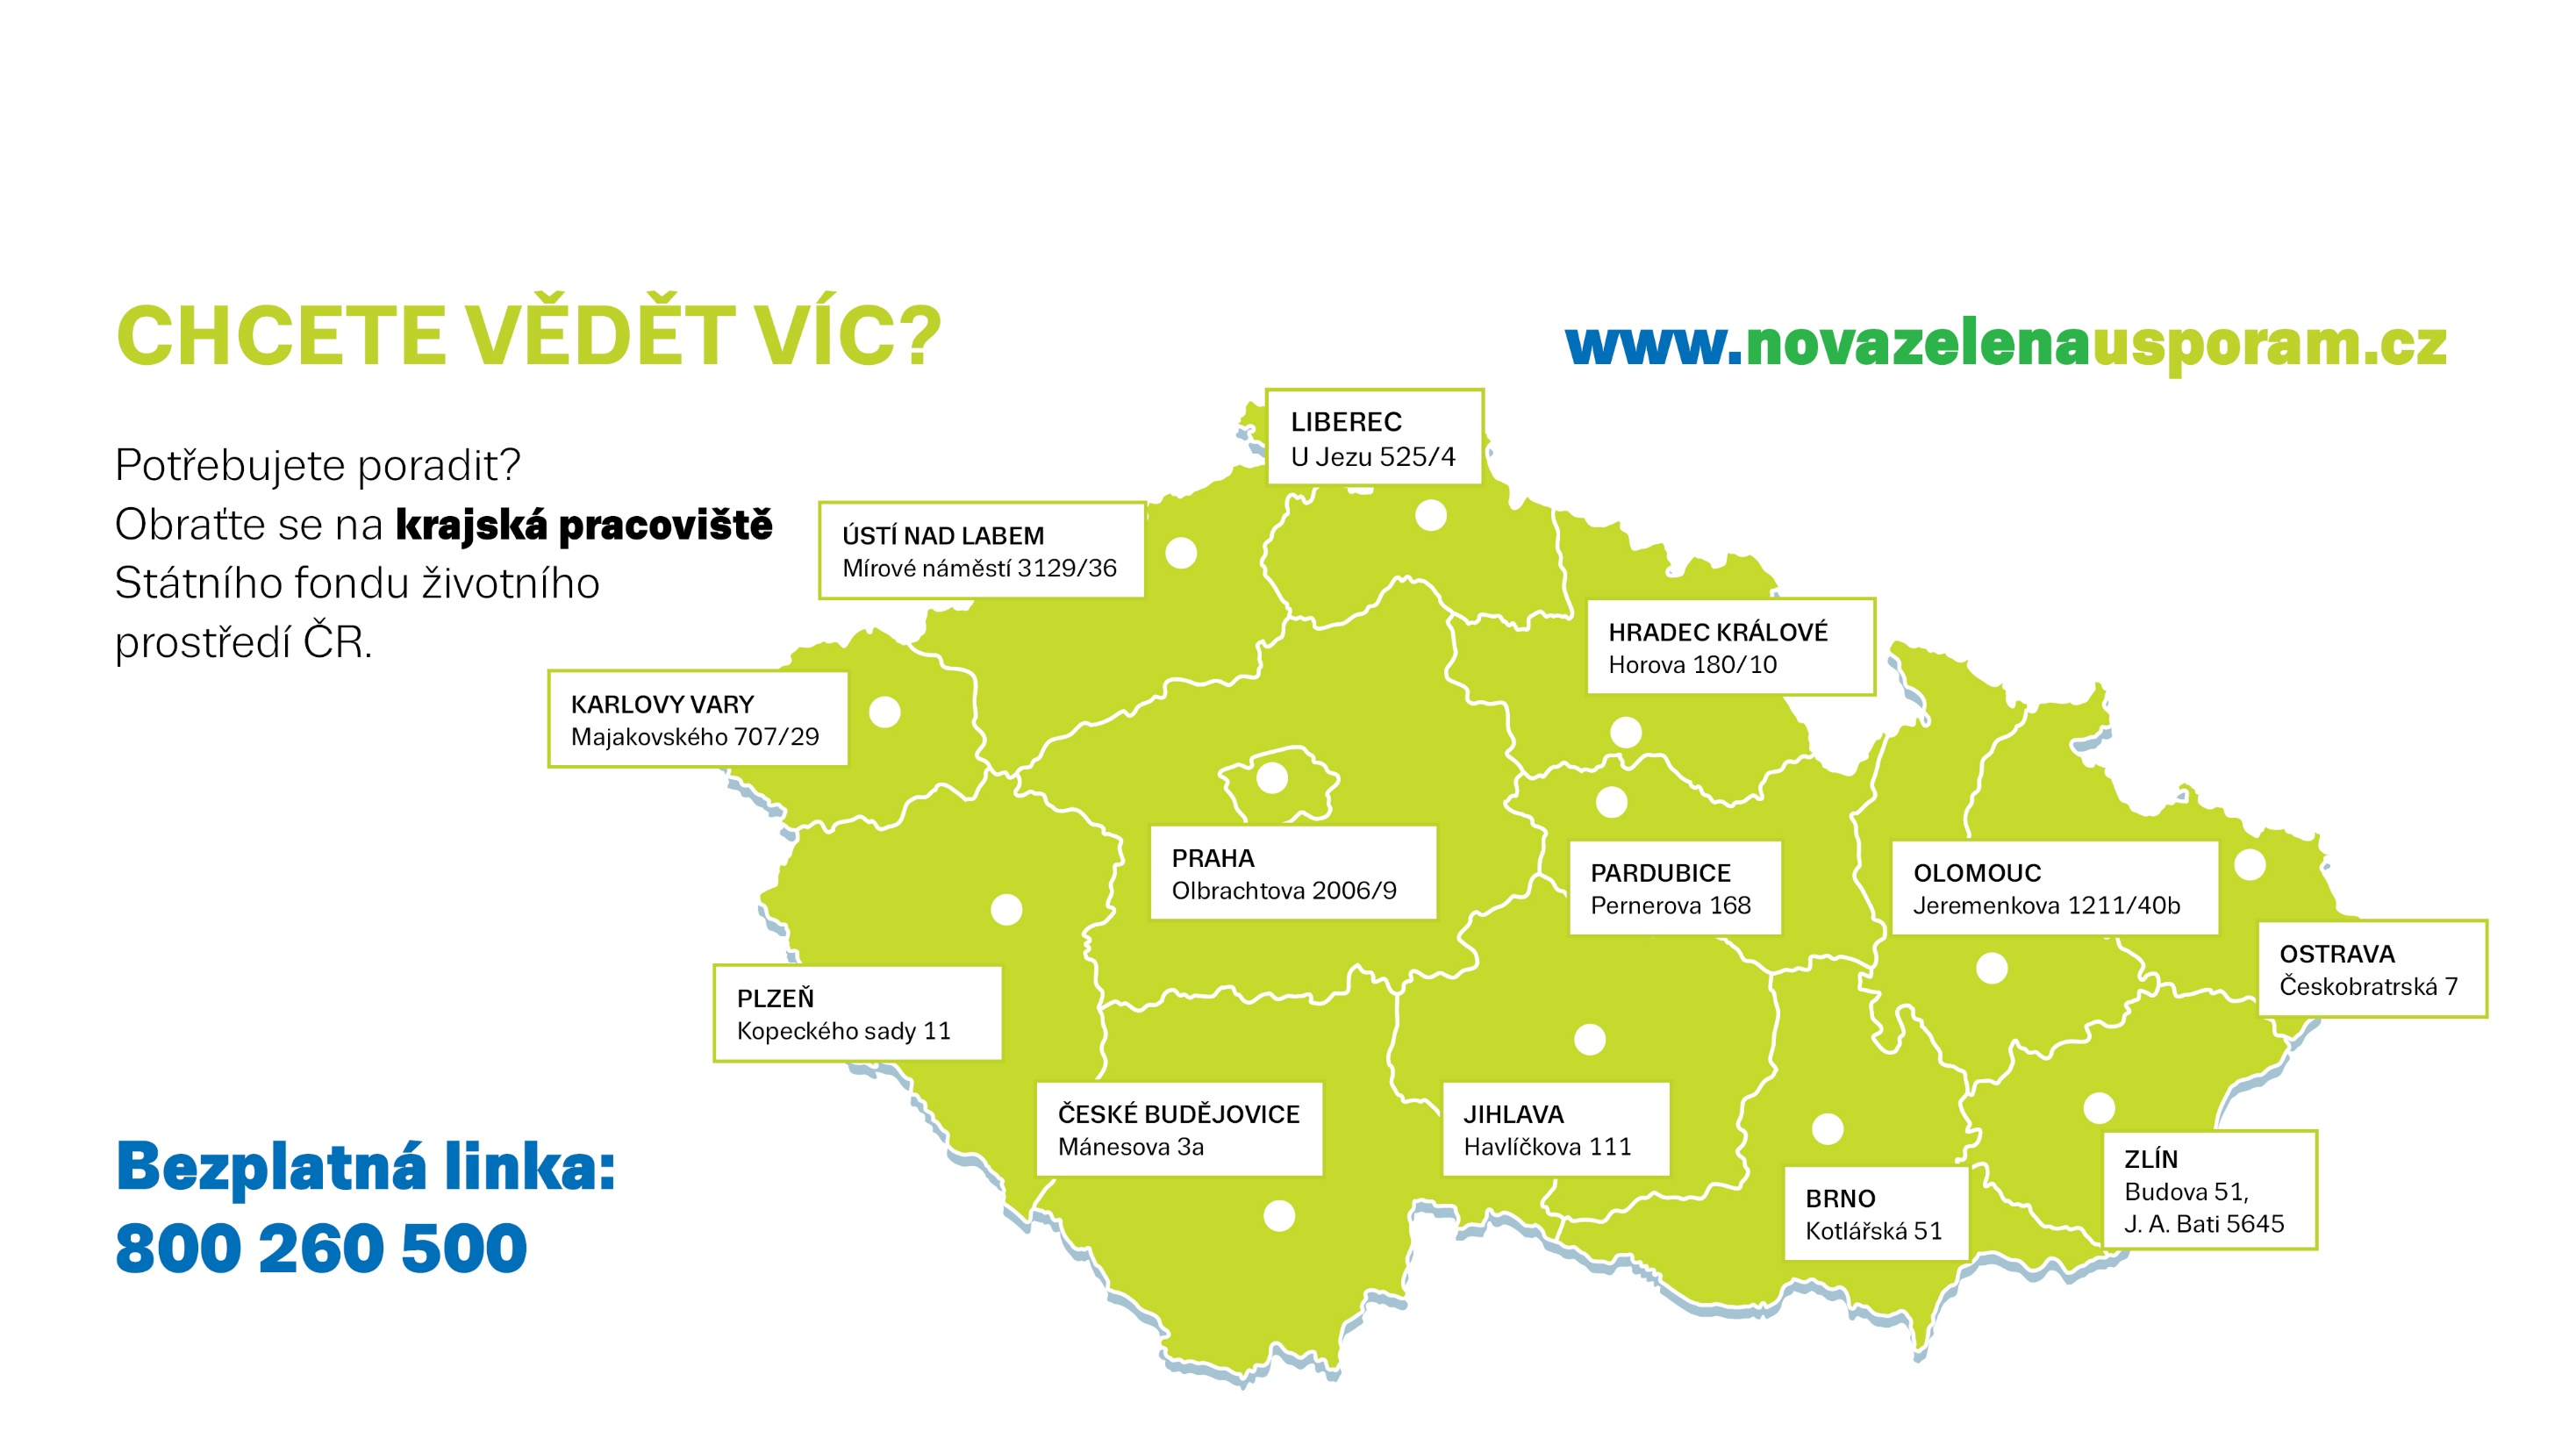 CHCETE VĚDĚT VÍC?
www.novazelenausporam.cz
Potřebujete poradit?
Obraťte se na krajská pracoviště
Státního fondu životního
prostředí ČR.
LIBEREC
U Jezu 525/4
ÚSTÍ NAD LABEM
Mírové náměstí 3129/36
HRADEC KRÁLOVÉ
Horova 180/10
KARLOVY VARY
Majakovského 707/29
PRAHA
Olbrachtova 2006/9
PARDUBICE
Pernerova 168
OLOMOUC
Jeremenkova 1211/40b
OSTRAVA
Českobratrská 7
PLZEŇ
Kopeckého sady 11
ČESKÉ BUDĚJOVICE
Mánesova 3a
JIHLAVA
Havlíčkova 111
BRNO
Kotlářská 51
ZLÍN
Budova 51,
J. A. Bati 5645
Bezplatná linka:
800 260 500